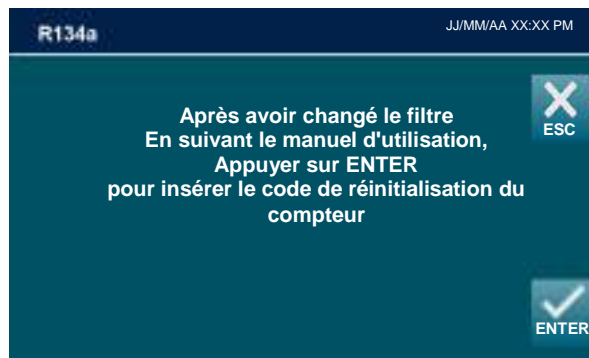 R134a
JJ/MM/AA XX:XX PM
Après avoir changé le filtre
En suivant le manuel d'utilisation,
Appuyer sur ENTER
pour insérer le code de réinitialisation du
compteur
ESC
ENTER